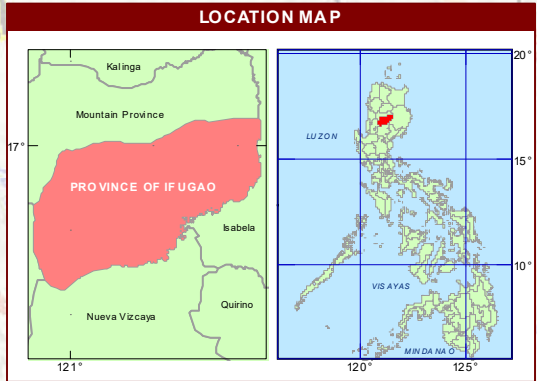 LOCATION MAP
Kalinga
Mountain Province
17°
PROVINCE OF IFUGAO
Isabela
Quirino
Nueva Vizcaya
121°
20°
LUZON
15°
10°
VISAYAS
MINDANAO
120°
125°